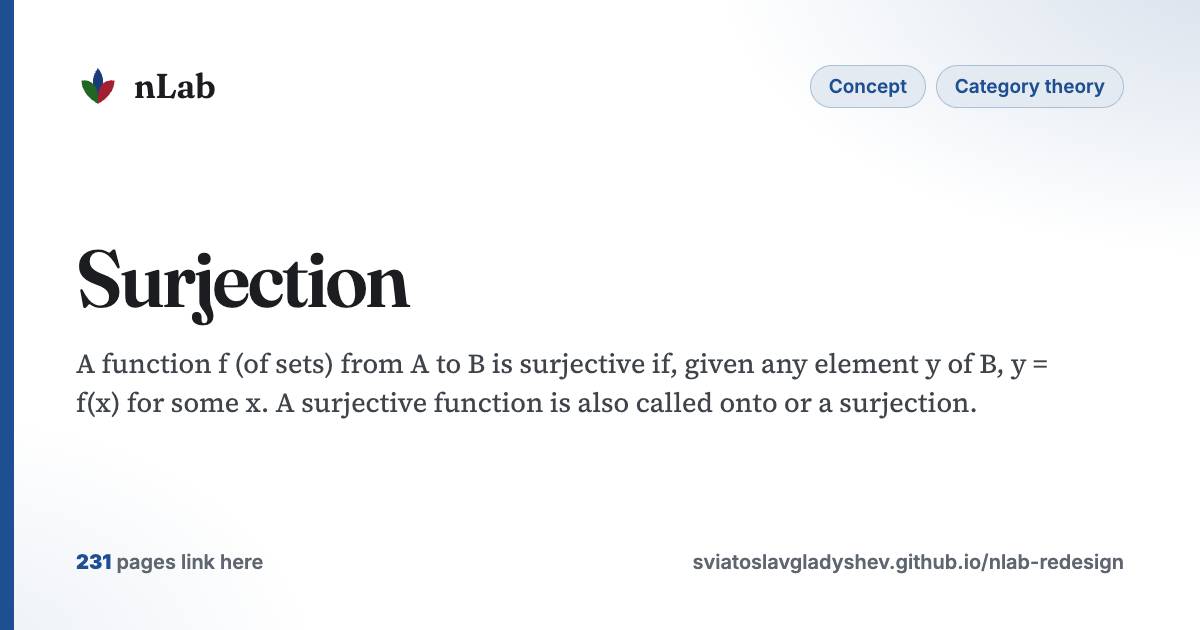 nLab
Concept
Category theory
Surjection
A function f (of sets) from A to B is surjective if, given any element y of B, y =
f(x) for some x. A surjective function is also called onto or a surjection.
231 pages link here
sviatoslavgladyshev.github.io/nlab-redesign